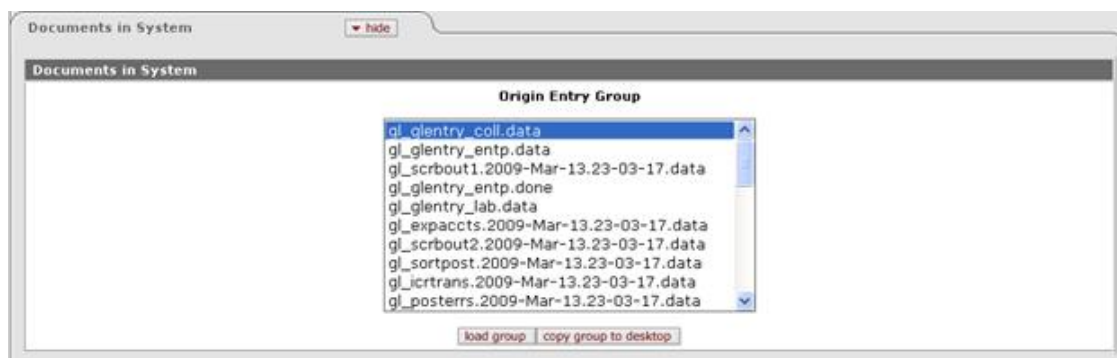 Documents in System hide
Documents in System
Origin Entry Group
gl_glentry_coll.data
gl_glentry_entp.data
gl_scrbout1.2009-Mar-13.23-03-17.data
gl_glentry_entp.done
gl_glentry_lab.data
gl_expaccts.2009-Mar-13.23-03-17.data
gl_scrbout2.2009-Mar-13.23-03-17.data
gl_sortpost.2009-Mar-13.23-03-17.data
gl_icrtrans.2009-Mar-13.23-03-17.data
gl_posterrs.2009-Mar-13.23-03-17.data
load group copy group to desktop